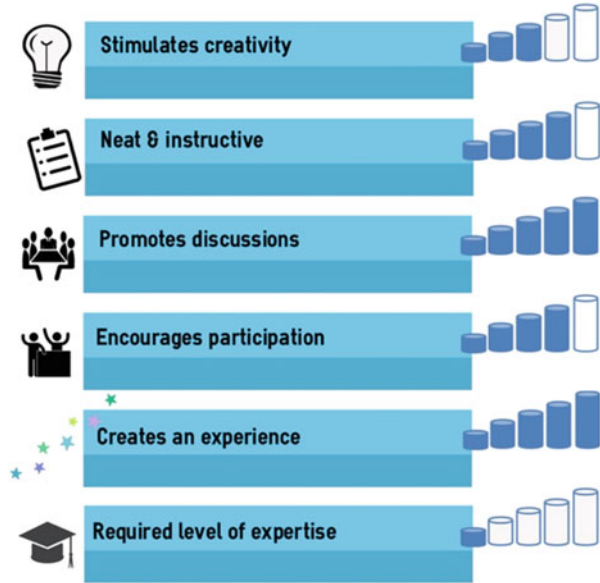 Stimulates creativity
Neat & instructive
Promotes discussions
Encourages participation
Creates an experience
Required level of expertise